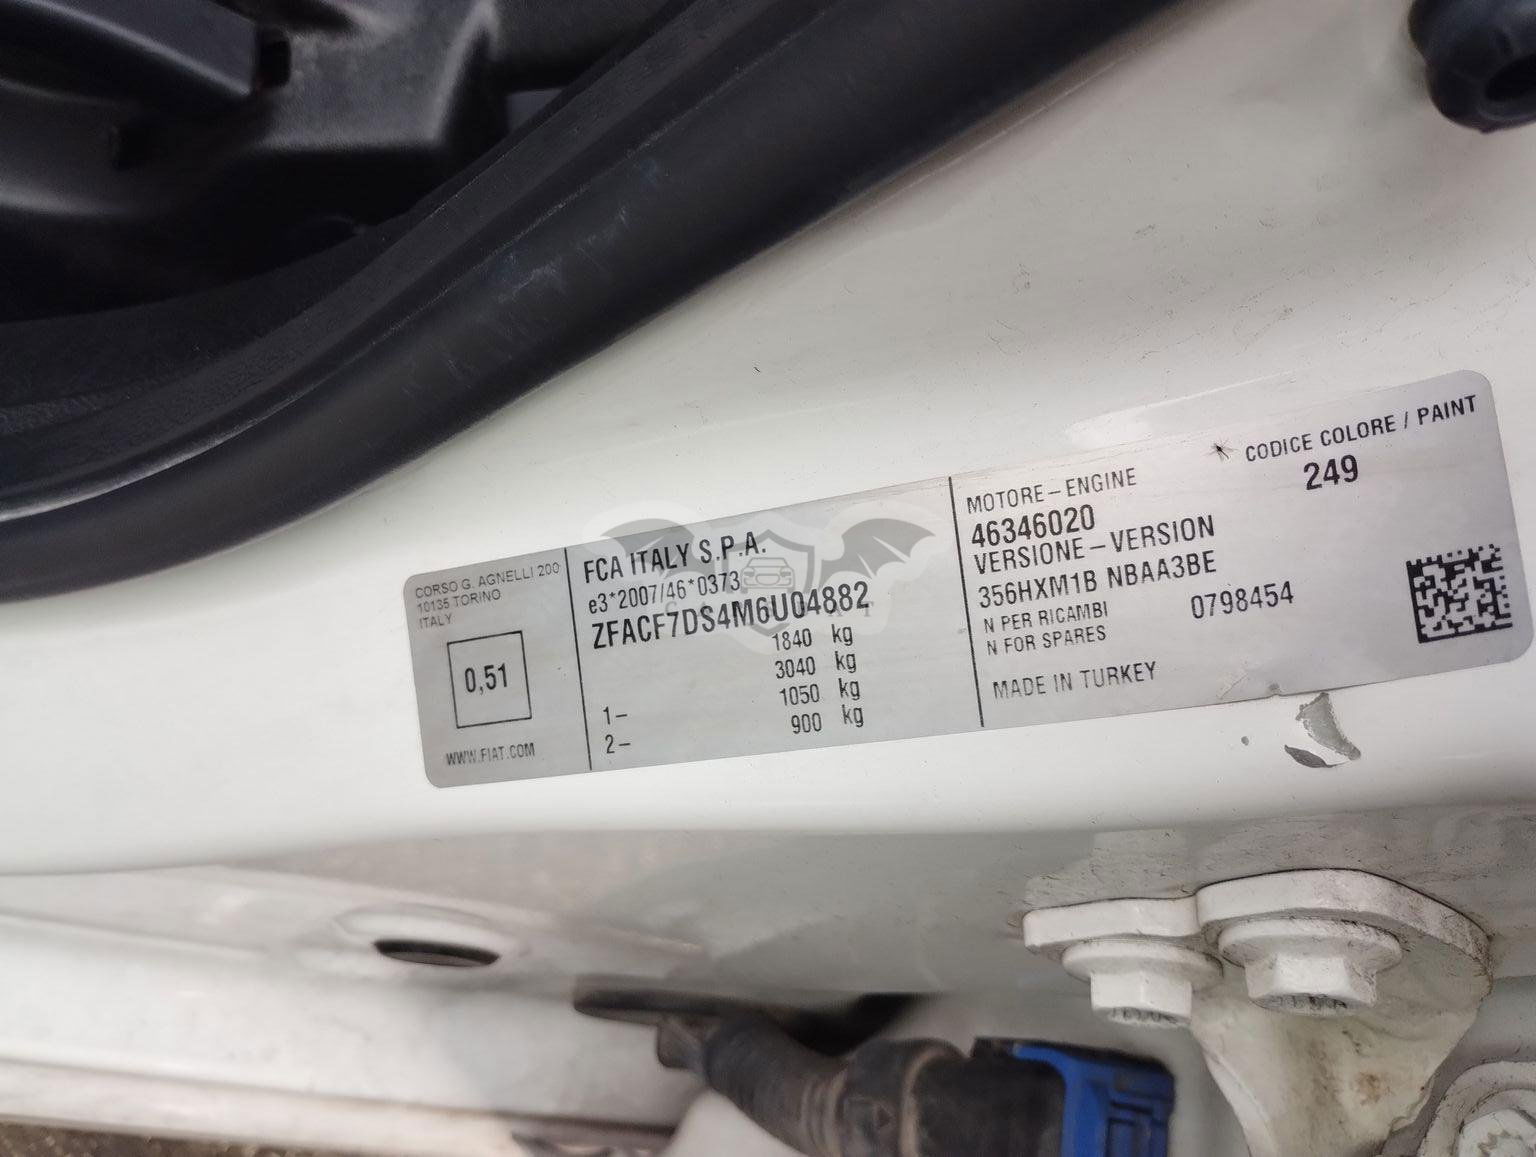 CORSO G. AGNELLI 200
10135 TORINO
ITALY
0,51
WWW.FIAT.COM
FCA ITALY S.P.A.
e3*2007/46*0373
ZFACF7DS4M6U04882
1840 kg
3040 kg
1- 1050 kg
2- 900 kg
MOTORE-ENGINE
46346020
VERSIONE-VERSION
356HXM1B NBAA3BE
N PER RICAMBI
N FOR SPARES
0798454
MADE IN TURKEY
CODICE COLORE / PAINT
249